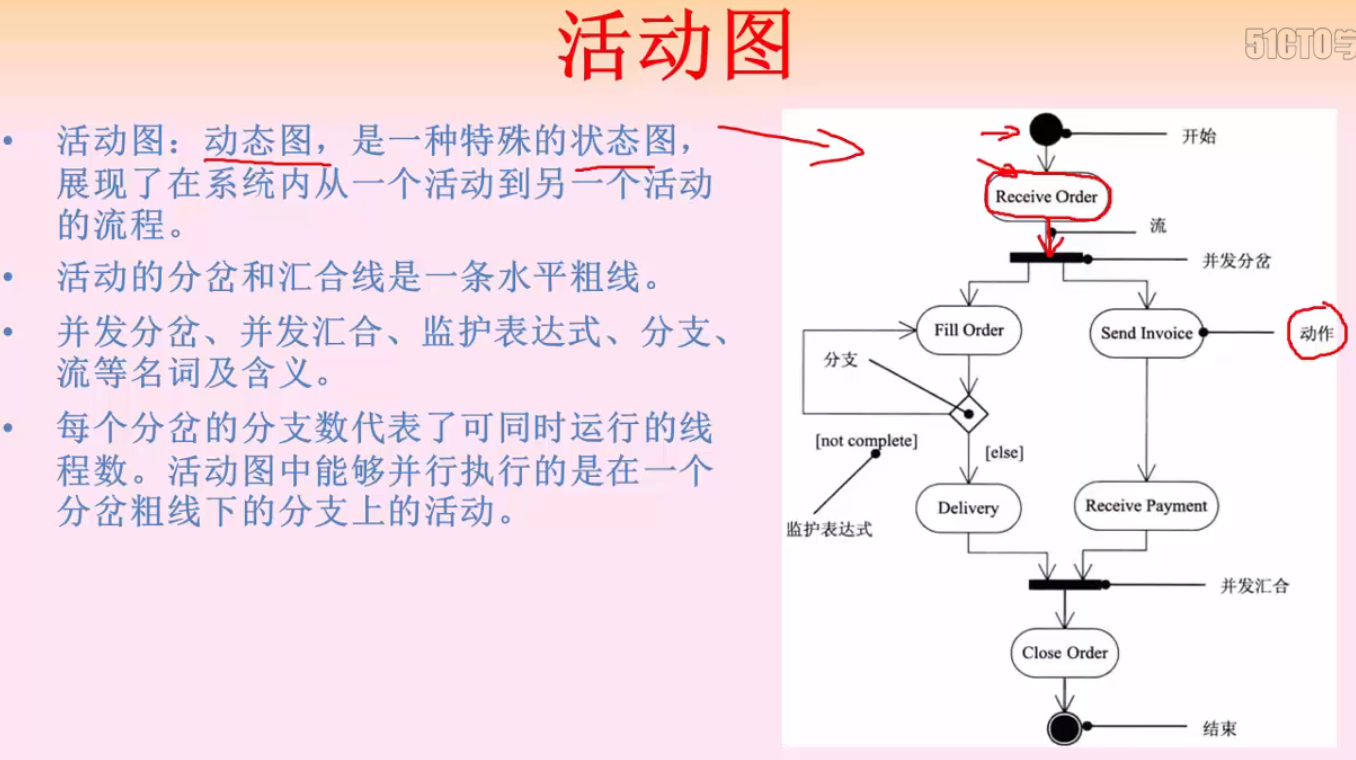 活动图
51CTO学
• 活动图：动态图，是一种特殊的状态图，
展现了在系统内从一个活动到另一个活动
的流程。
• 活动的分岔和汇合线是一条水平粗线。
• 并发分岔、并发汇合、监护表达式、分支、
流等名词及含义。
• 每个分岔的分支数代表了可同时运行的线
程数。活动图中能够并行执行的是在一个
分岔粗线下的分支上的活动。
开始
Receive Order
流
并发分岔
Fill Order
Send Invoice
动作
分支
[not complete]
[else]
监护表达式
Delivery
Receive Payment
并发汇合
Close Order
结束